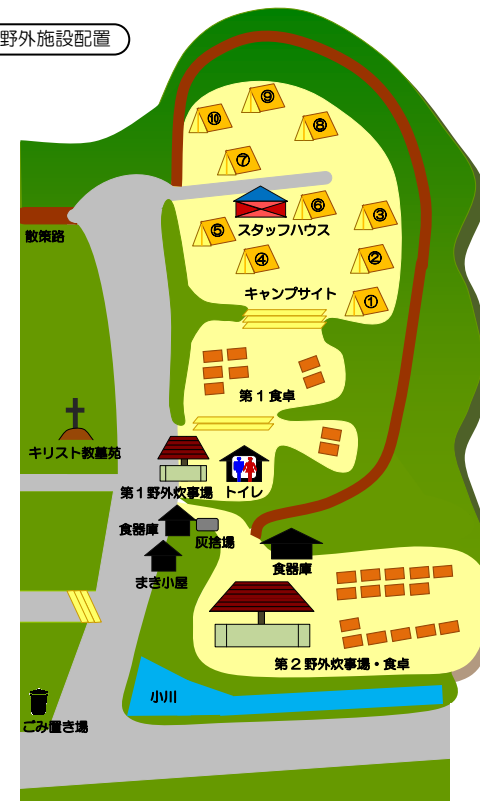 野外施設配置
⑨
⑩
⑧
⑦
⑥
③
⑤
スタッフハウス
④
②
散策路
キャンプサイト
①
第１食卓
キリスト教墓苑
第１野外炊事場
トイレ
食器庫
灰捨場
食器庫
まき小屋
第２野外炊事場・食卓
小川
ごみ置き場